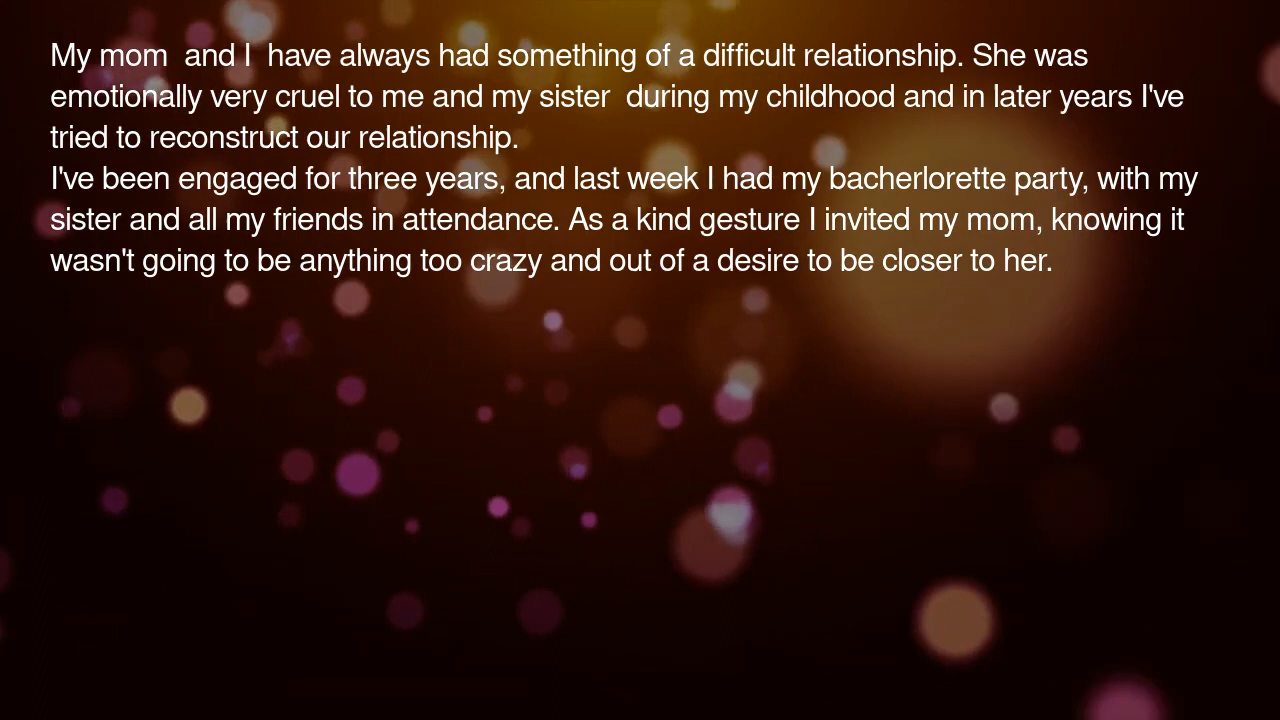 My mom  and I  have always had something of a difficult relationship. She was
emotionally very cruel to me and my sister  during my childhood and in later years I've
tried to reconstruct our relationship.
I've been engaged for three years, and last week I had my bacherlorette party, with my
sister and all my friends in attendance. As a kind gesture I invited my mom, knowing it
wasn't going to be anything too crazy and out of a desire to be closer to her.